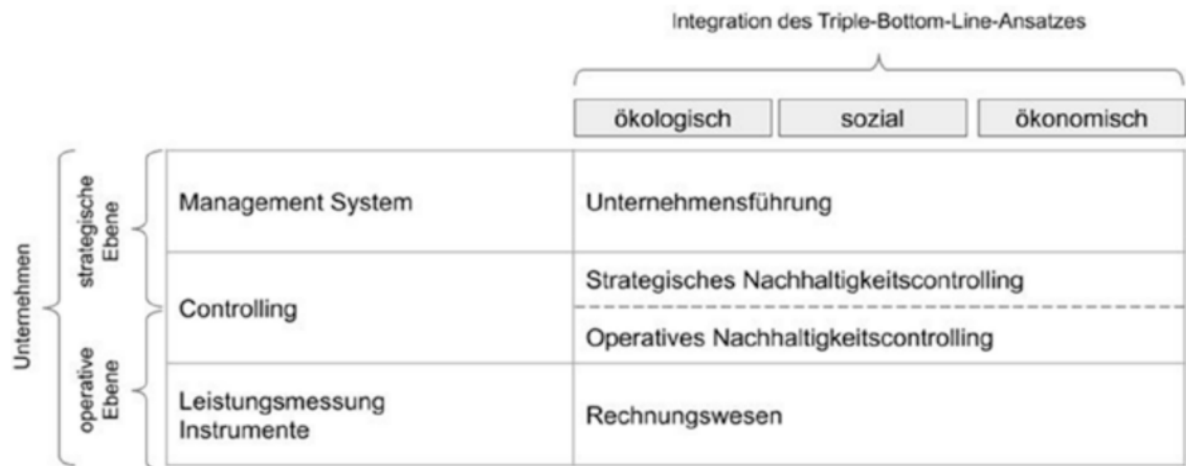 Integration des Triple-Bottom-Line-Ansatzes
ökologisch
sozial
ökonomisch
Unternehmen
strategische
Ebene
Management System
Unternehmensführung
Controlling
Strategisches Nachhaltigkeitscontrolling
Operatives Nachhaltigkeitscontrolling
operative
Ebene
Leistungsmessung
Instrumente
Rechnungswesen